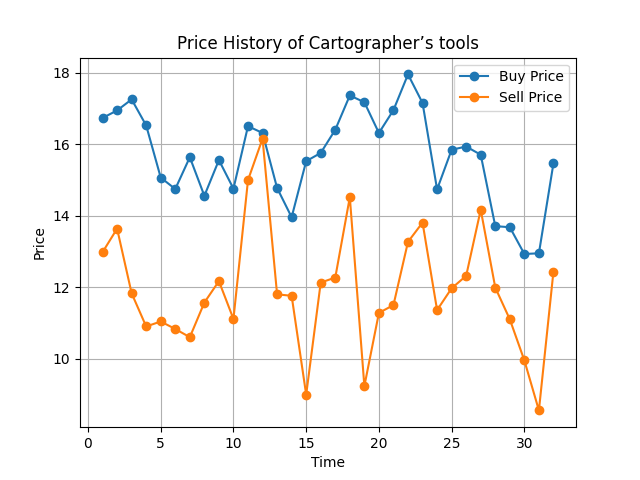 Price History of Cartographer’s tools
Buy Price
Sell Price
Price
18
16
14
12
10
0 5 10 15 20 25 30
Time